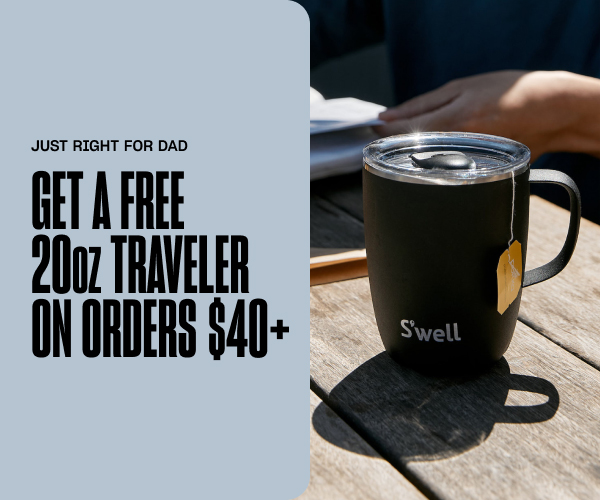 JUST RIGHT FOR DAD
GET A FREE
20oz TRAVELER
ON ORDERS $40+
S'well